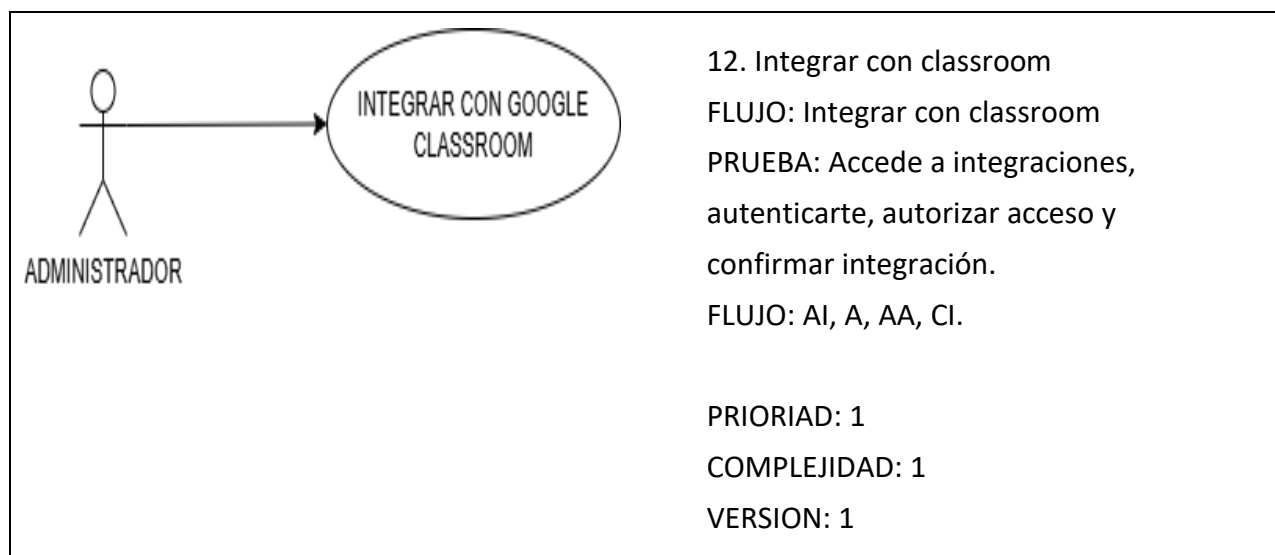 INTEGRAR CON GOOGLE
CLASSROOM
ADMINISTRADOR
12. Integrar con classroom
FLUJO: Integrar con classroom
PRUEBA: Accede a integraciones,
autenticarte, autorizar acceso y
confirmar integración.
FLUJO: AI, A, AA, CI.
PRIORIAD: 1
COMPLEJIDAD: 1
VERSION: 1